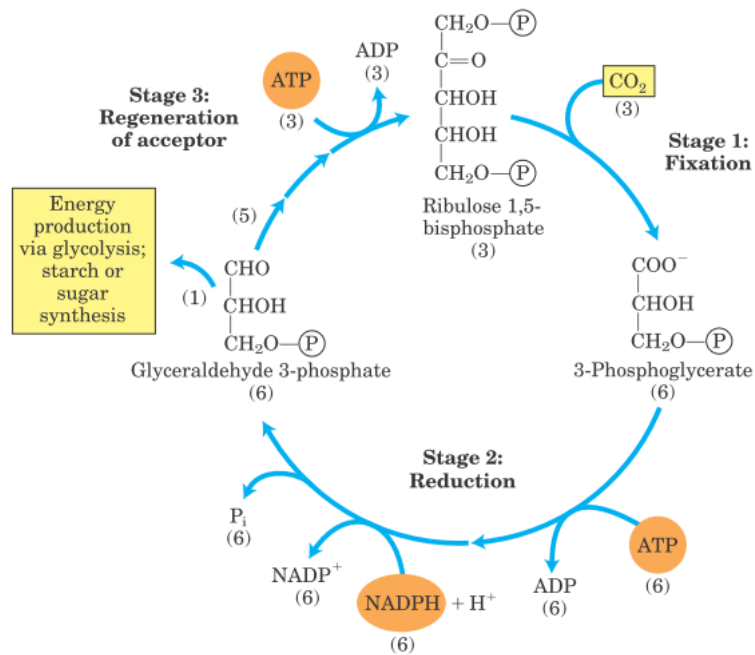 CH₂O—Ⓟ
C=O
CHOH
CHOH
CH₂O—Ⓟ
Ribulose 1,5-
bisphosphate
(3)
CO₂
(3)
Stage 1:
Fixation
COO⁻
CHOH
CH₂O—Ⓟ
3-Phosphoglycerate
(6)
ATP
(6)
ADP
(6)
Stage 2:
Reduction
NADPH + H⁺
(6)
NADP⁺
(6)
Pᵢ
(6)
CHO
CHOH
CH₂O—Ⓟ
Glyceraldehyde 3-phosphate
(6)
(1)
Energy
production
via glycolysis;
starch or
sugar
synthesis
(5)
Stage 3:
Regeneration
of acceptor
ATP
(3)
ADP
(3)